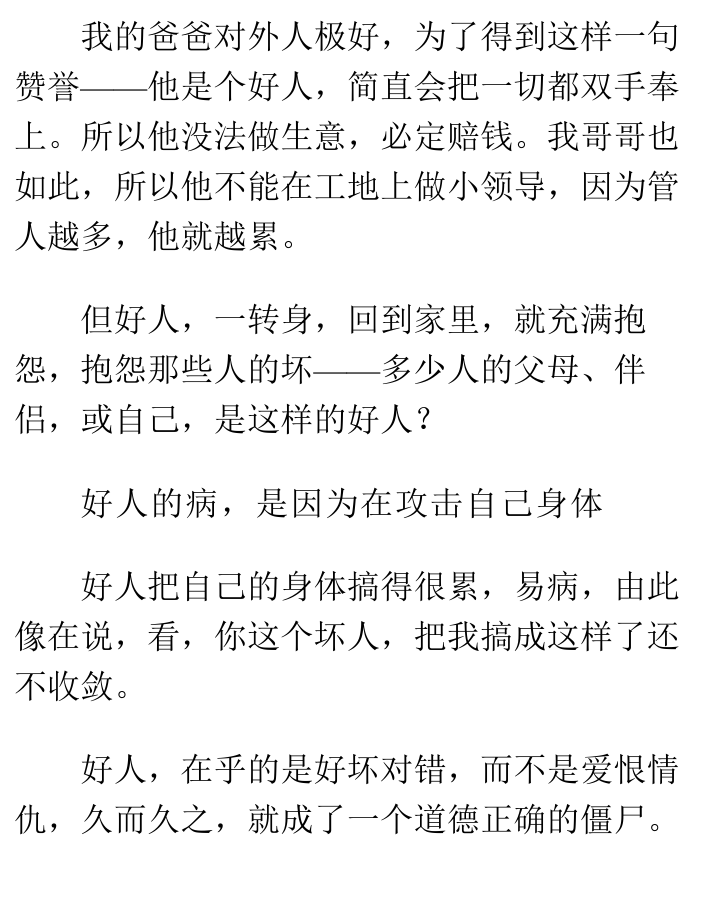 我的爸爸对外人极好，为了得到这样一句
赞誉——他是个好人，简直会把一切都双手奉
上。所以他没法做生意，必定赔钱。我哥哥也
如此，所以他不能在工地上做小领导，因为管
人越多，他就越累。
但好人，一转身，回到家里，就充满抱
怨，抱怨那些人的坏——多少人的父母、伴
侣，或自己，是这样的好人？
好人的病，是因为在攻击自己身体
好人把自己的身体搞得很累，易病，由此
像在说，看，你这个坏人，把我搞成这样了还
不收敛。
好人，在乎的是好坏对错，而不是爱恨情
仇，久而久之，就成了一个道德正确的僵尸。